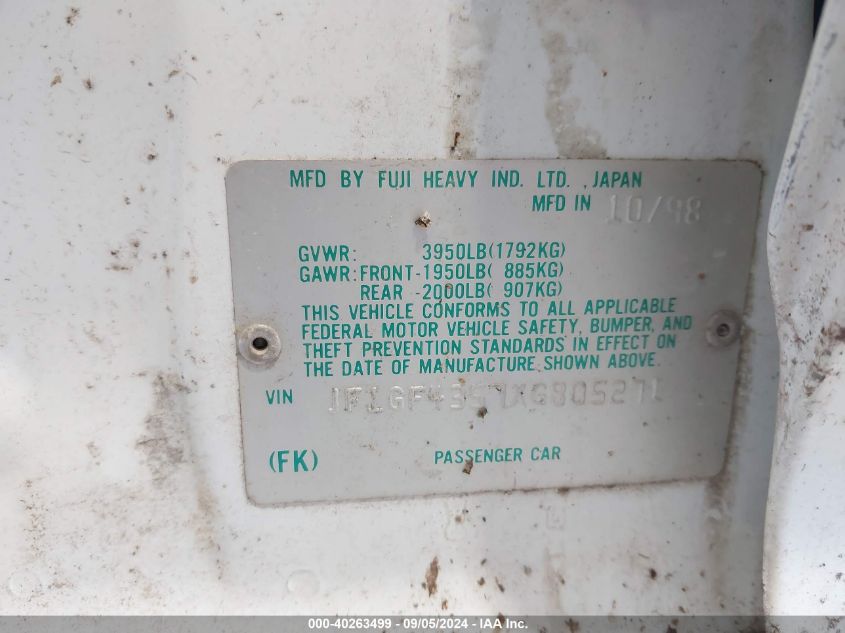 MFD BY FUJI HEAVY IND. LTD. ,JAPAN
MFD IN 10/98
GVWR: 3950LB(1792KG)
GAWR:FRONT-1950LB( 885KG)
REAR -2000LB( 907KG)
THIS VEHICLE CONFORMS TO ALL APPLICABLE
FEDERAL MOTOR VEHICLE SAFETY, BUMPER, AND
THEFT PREVENTION STANDARDS IN EFFECT ON
THE DATE OF MANUFACTURE SHOWN ABOVE.
VIN JF1GF4357XG805271
(FK) PASSENGER CAR
000-40263499 - 09/05/2024 - IAA Inc.